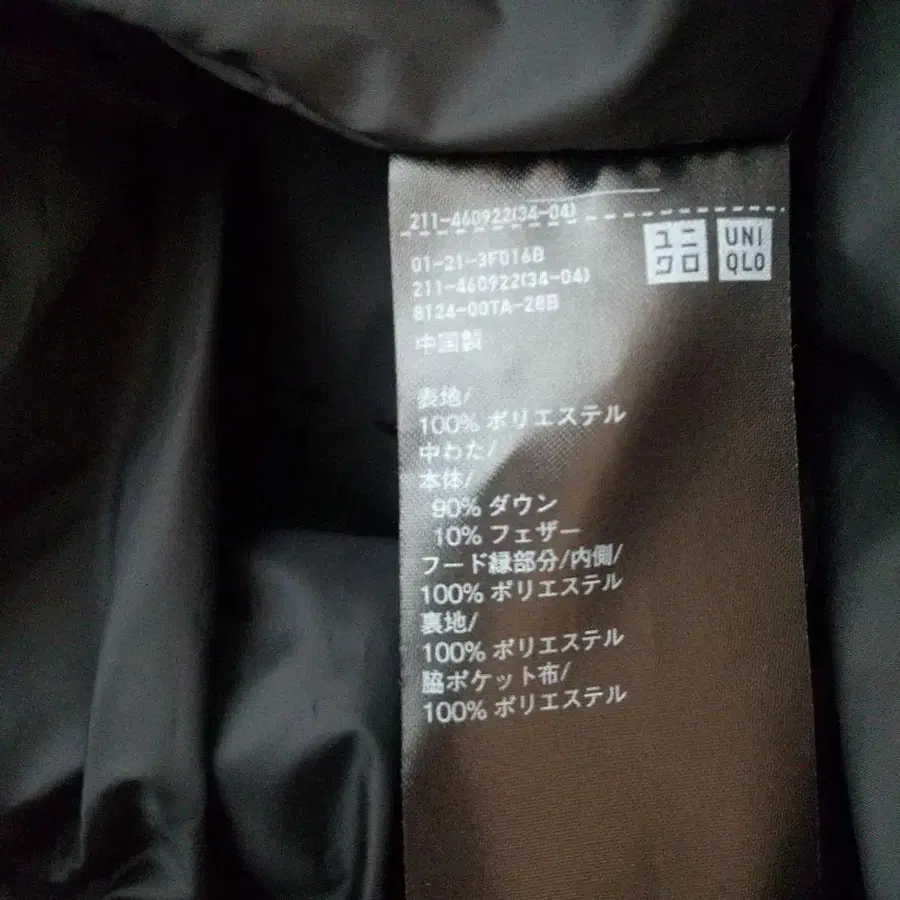 211-460922(34-04)
ユニ
クロ
UNI
QLO
01-21-3F016B
211-460922(34-04)
8124-00TA-28B
中国製
表地/
100% ポリエステル
中わた/
本体/
90% ダウン
10% フェザー
フード縁部分/内側/
100% ポリエステル
裏地/
100% ポリエステル
脇ポケット布/
100% ポリエステル